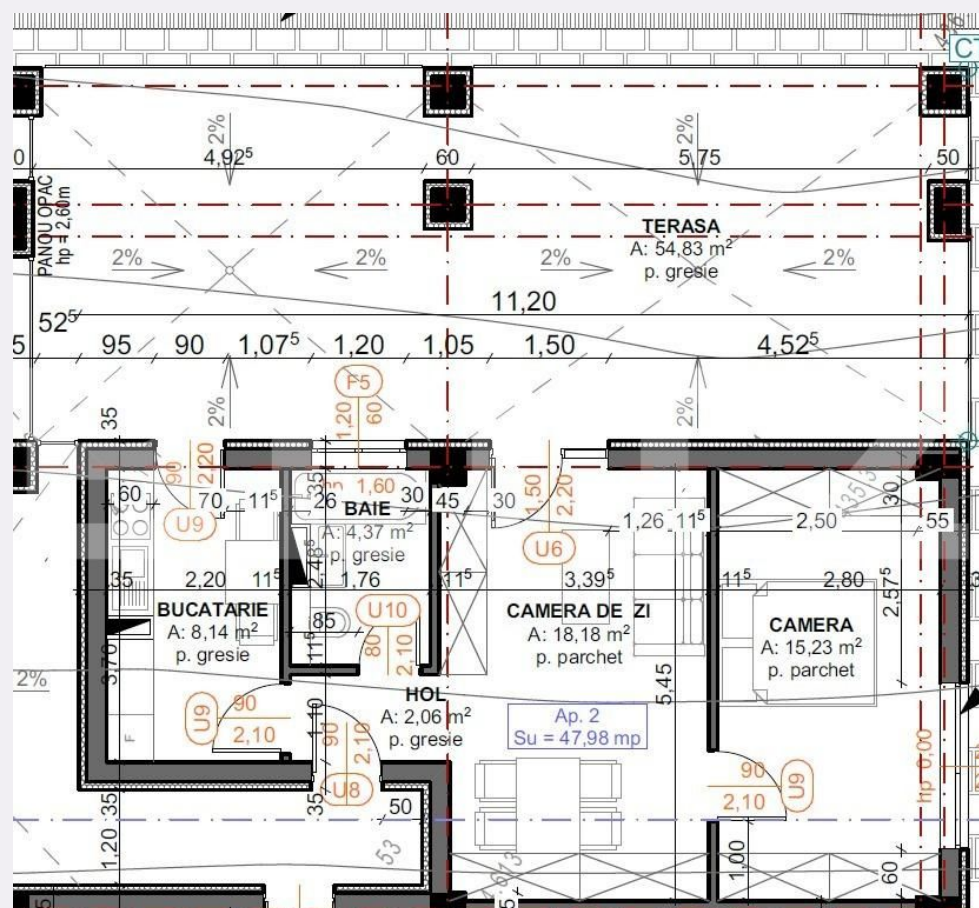 CT
2%
2%
0
4,92⁵
60
5,75
50
PANOU OPAC
hp = 2,60m
TERASA
A: 54,83 m²
p. gresie
2%
2%
2%
2%
11,20
52⁵
5
95
90
1,07⁵
1,20
1,05
1,50
4,52⁵
2%
2%
F5
1,20
60
35
90
2,20
U9
60
70
11⁵
26
35
1,60
30
45
30
1,50
2,20
U6
1,26
11⁵
2,50
30
55
BAIE
A: 4,37 m²
p. gresie
2,48⁵
35
2,20
11⁵
1,76
11⁵
3,39⁵
11⁵
2,80
2,57⁵
BUCATARIE
A: 8,14 m²
p. gresie
85
11⁵
U10
80
2,10
CAMERA DE ZI
A: 18,18 m²
p. parchet
CAMERA
A: 15,23 m²
p. parchet
2%
3,70
5,45
HOL
A: 2,06 m²
p. gresie
U9
90
2,10
1,10
90
2,10
U8
Ap. 2
Su = 47,98 mp
F
90
2,10
U9
hp 0,00
35
35
50
1,20
53
1,00
60